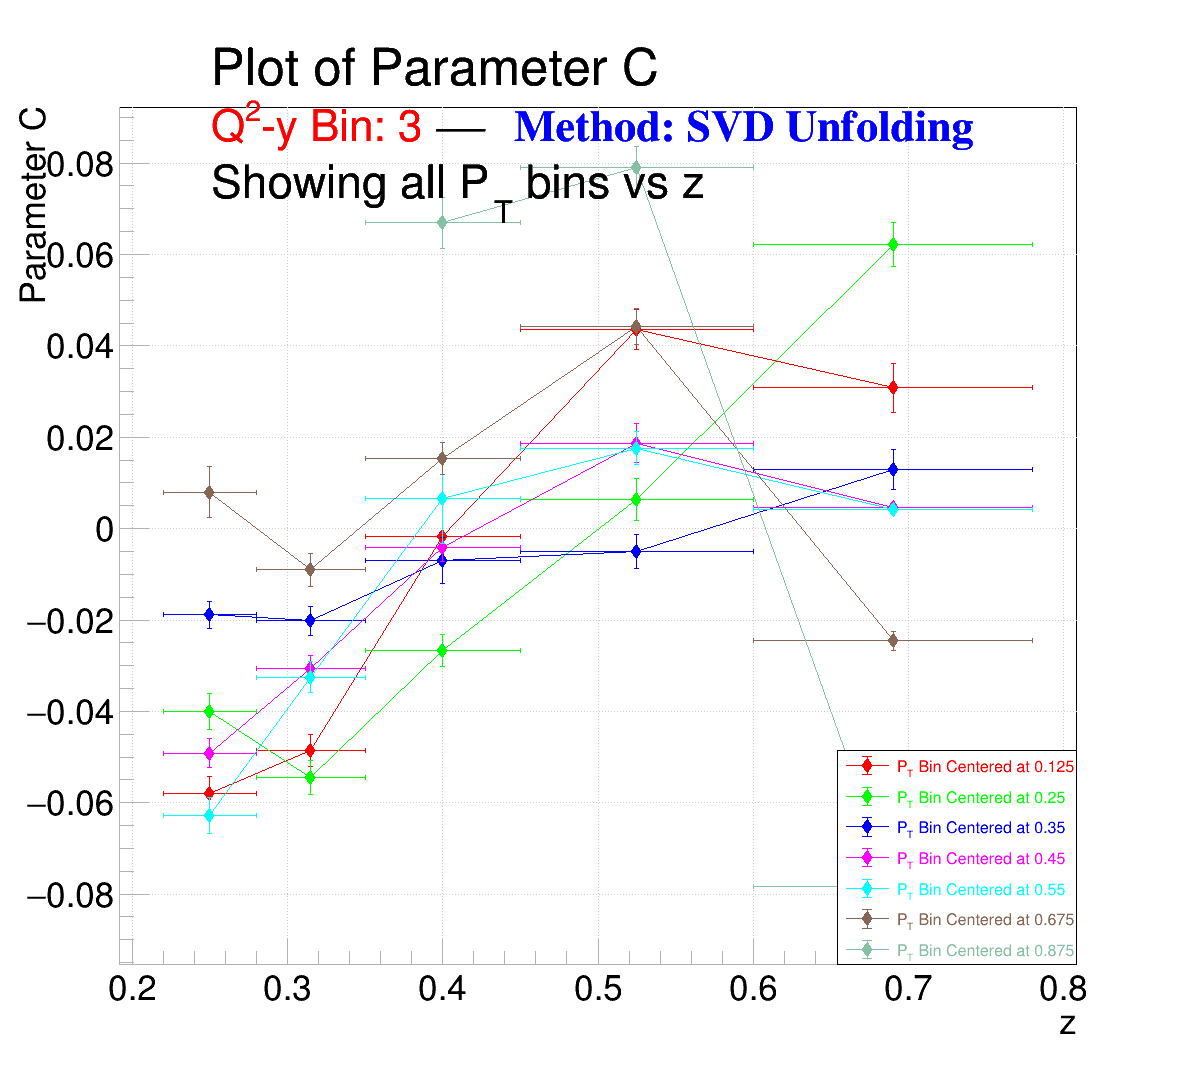 Plot of Parameter C
Q²-y Bin: 3 — Method: SVD Unfolding
Showing all P_T bins vs z
Parameter C
0.08
0.06
0.04
0.02
0
−0.02
−0.04
−0.06
−0.08
P_T Bin Centered at 0.125
P_T Bin Centered at 0.25
P_T Bin Centered at 0.35
P_T Bin Centered at 0.45
P_T Bin Centered at 0.55
P_T Bin Centered at 0.675
P_T Bin Centered at 0.875
0.2 0.3 0.4 0.5 0.6 0.7 0.8
z